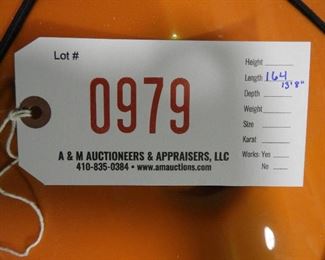 Lot #
0979
A & M AUCTIONEERS & APPRAISERS, LLC
410-835-0384 • www.amauctions.com
Height
Length 164
13'8"
Depth
Weight
Size
Karat
Works: Yes
No